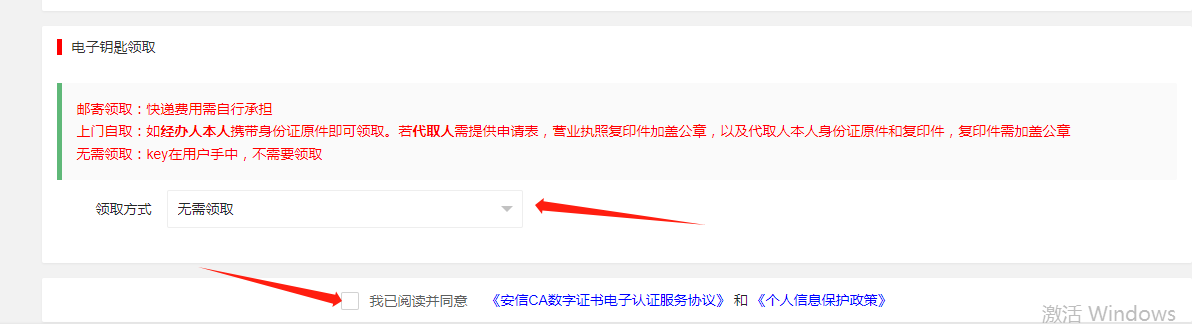 电子钥匙领取
邮寄领取：快递费用需自行承担
上门自取：如经办人本人携带身份证原件即可领取。若代取人需提供申请表，营业执照复印件加盖公章，以及代取人本人身份证原件和复印件，复印件需加盖公章
无需领取：key在用户手中，不需要领取
领取方式 无需领取
我已阅读并同意 《安信CA数字证书电子认证服务协议》 和 《个人信息保护政策》
激活 Windows